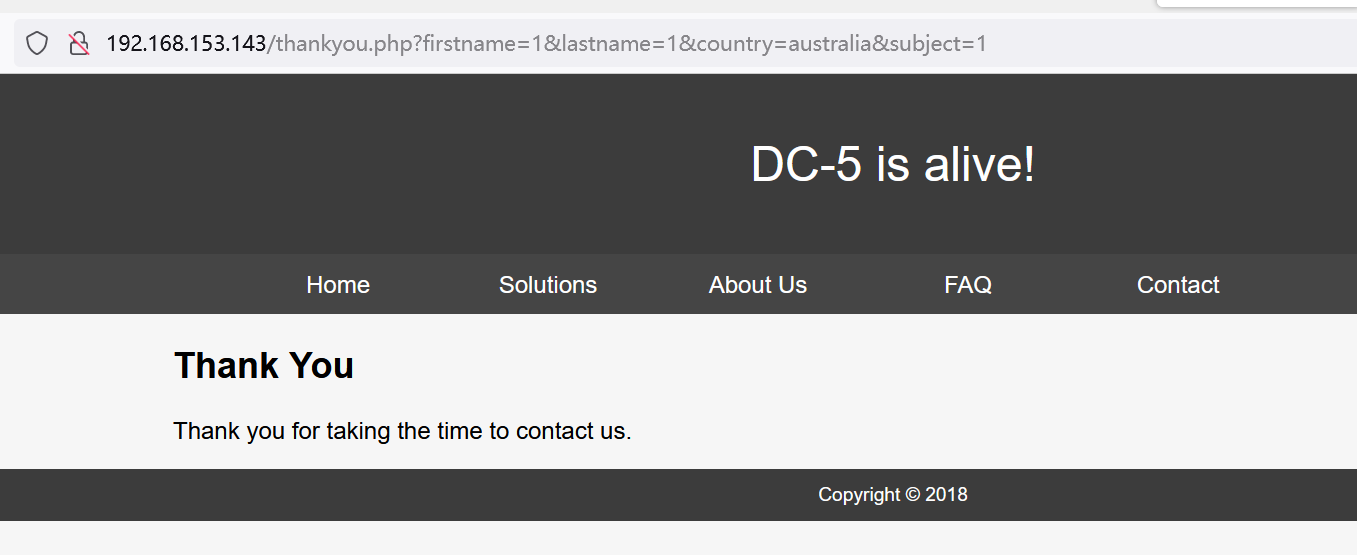 192.168.153.143/thankyou.php?firstname=1&lastname=1&country=australia&subject=1
DC-5 is alive!
Home Solutions About Us FAQ Contact
Thank You
Thank you for taking the time to contact us.
Copyright © 2018